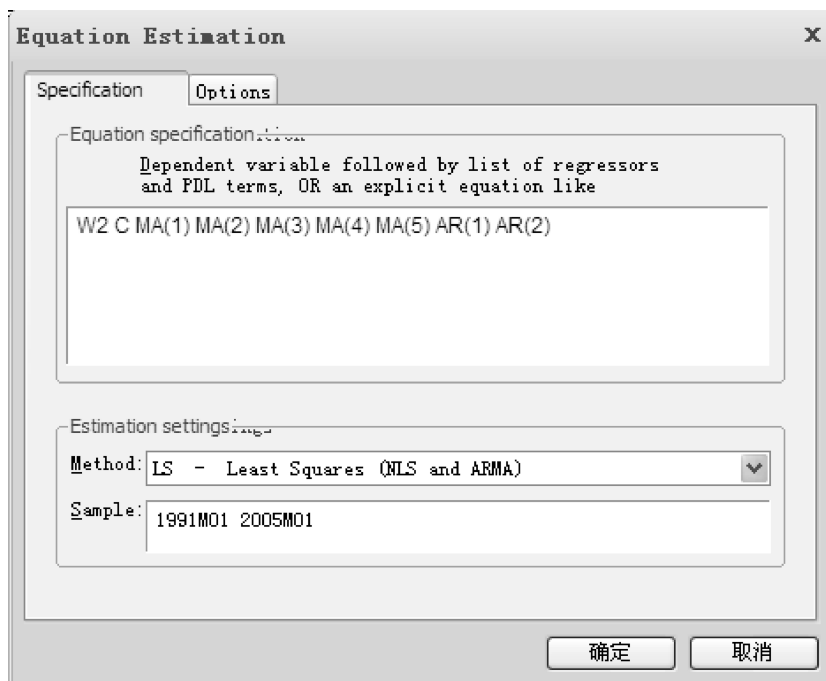 Equation Estimation x
Specification Options
Equation specification
Dependent variable followed by list of regressors
and PDL terms, OR an explicit equation like
W2 C MA(1) MA(2) MA(3) MA(4) MA(5) AR(1) AR(2)
Estimation settings
Method: LS - Least Squares (NLS and ARMA)
Sample: 1991M01 2005M01
确定 取消